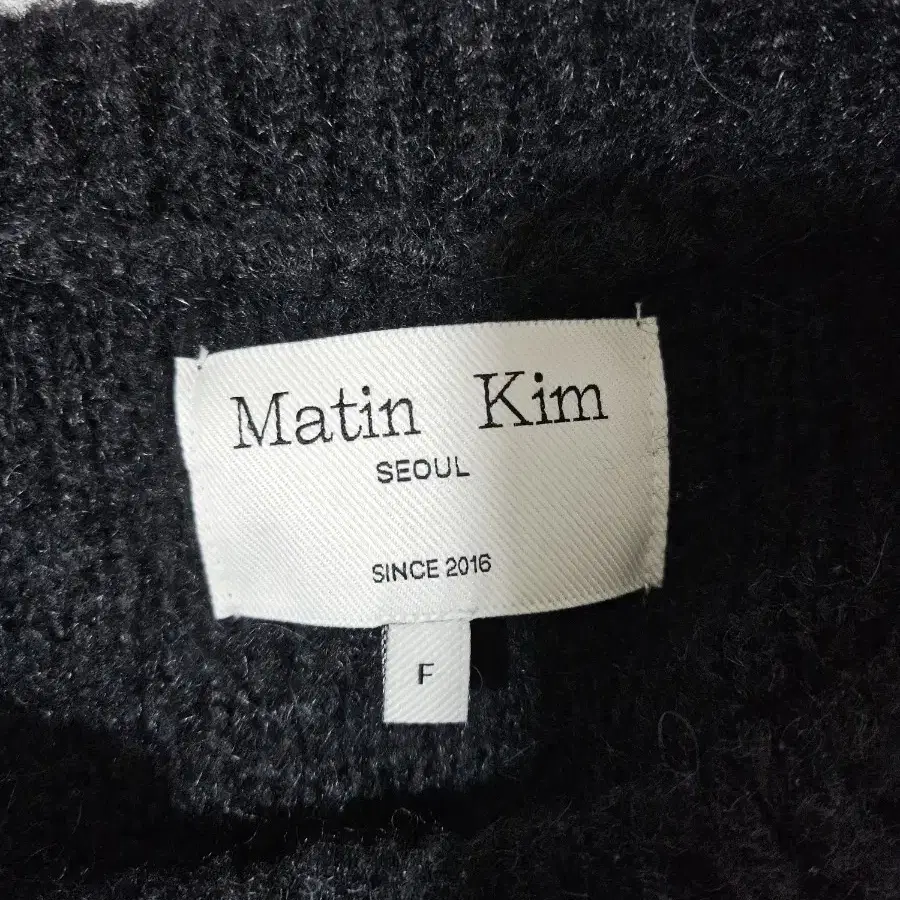 Matin Kim
SEOUL
SINCE 2016
F